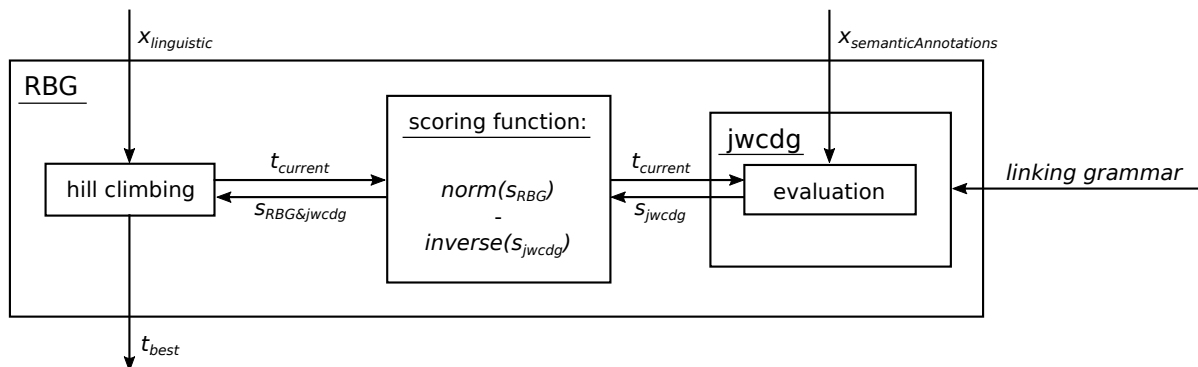 x_linguistic
x_semanticAnnotations
RBG
scoring function:
jwcdg
t_current
t_current
linking grammar
hill climbing
norm(s_RBG)
evaluation
s_RBG&jwcdg
-
s_jwcdg
inverse(s_jwcdg)
t_best